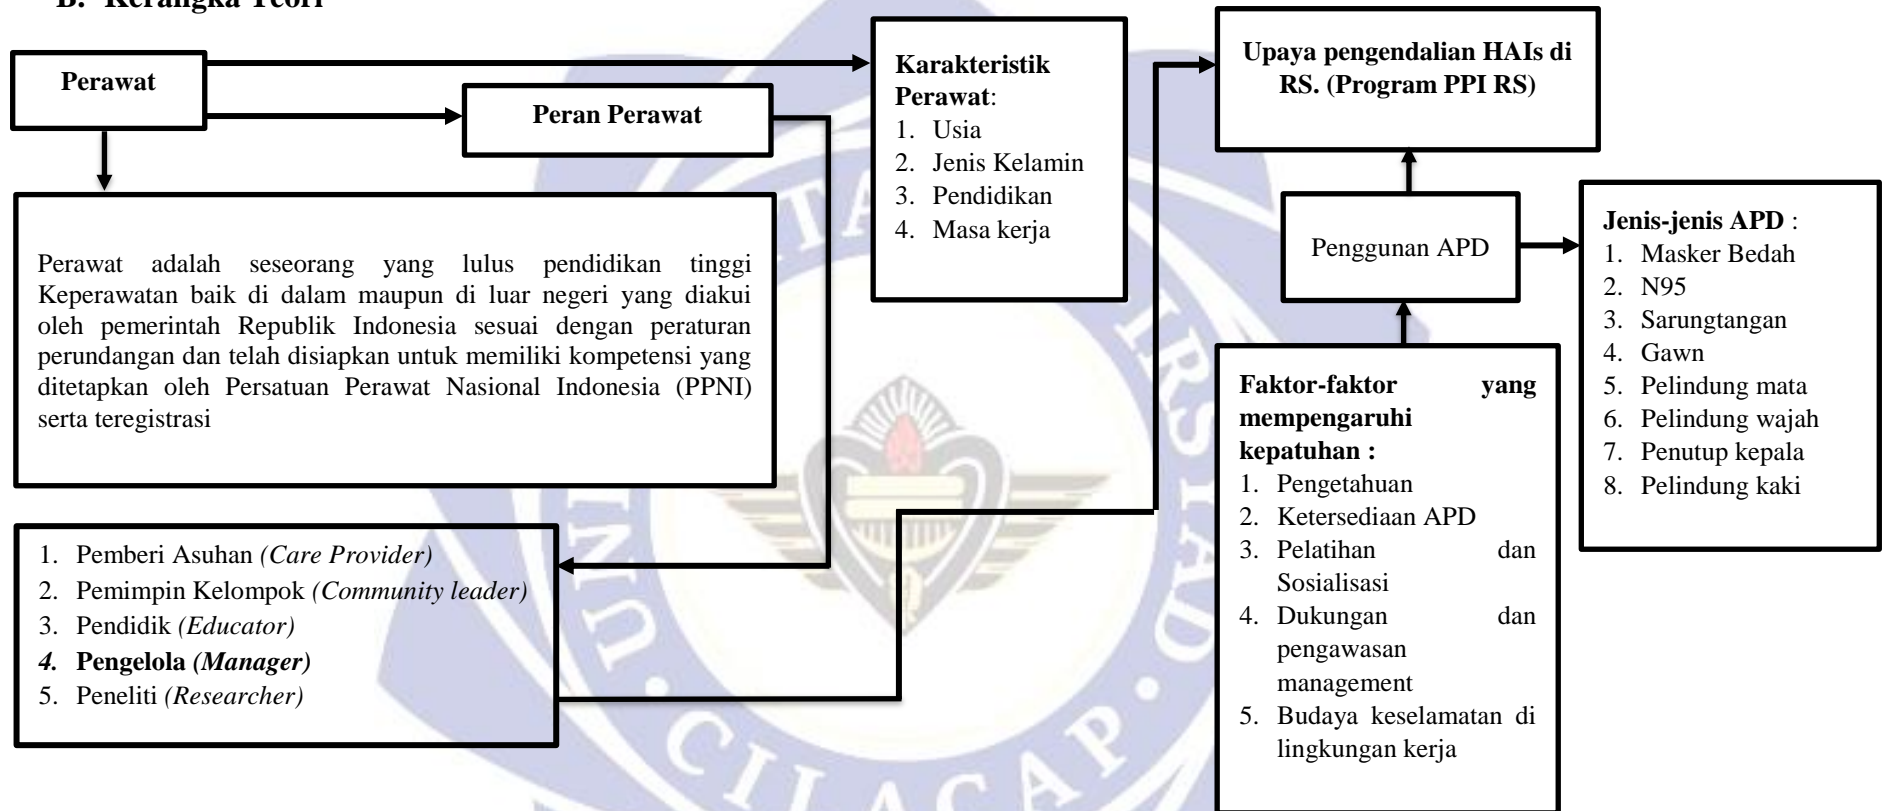 B. Kerangka Teori
Perawat
Peran Perawat
Karakteristik
Perawat:
1. Usia
2. Jenis Kelamin
3. Pendidikan
4. Masa kerja
Upaya pengendalian HAIs di
RS. (Program PPI RS)
Perawat adalah seseorang yang lulus pendidikan tinggi
Keperawatan baik di dalam maupun di luar negeri yang diakui
oleh pemerintah Republik Indonesia sesuai dengan peraturan
perundangan dan telah disiapkan untuk memiliki kompetensi yang
ditetapkan oleh Persatuan Perawat Nasional Indonesia (PPNI)
serta teregistrasi
Penggunan APD
Jenis-jenis APD :
1. Masker Bedah
2. N95
3. Sarungtangan
4. Gawn
5. Pelindung mata
6. Pelindung wajah
7. Penutup kepala
8. Pelindung kaki
Faktor-faktor yang
mempengaruhi
kepatuhan :
1. Pengetahuan
2. Ketersediaan APD
3. Pelatihan dan
Sosialisasi
4. Dukungan dan
pengawasan
management
5. Budaya keselamatan di
lingkungan kerja
1. Pemberi Asuhan (Care Provider)
2. Pemimpin Kelompok (Community leader)
3. Pendidik (Educator)
4. Pengelola (Manager)
5. Peneliti (Researcher)
CILACAP